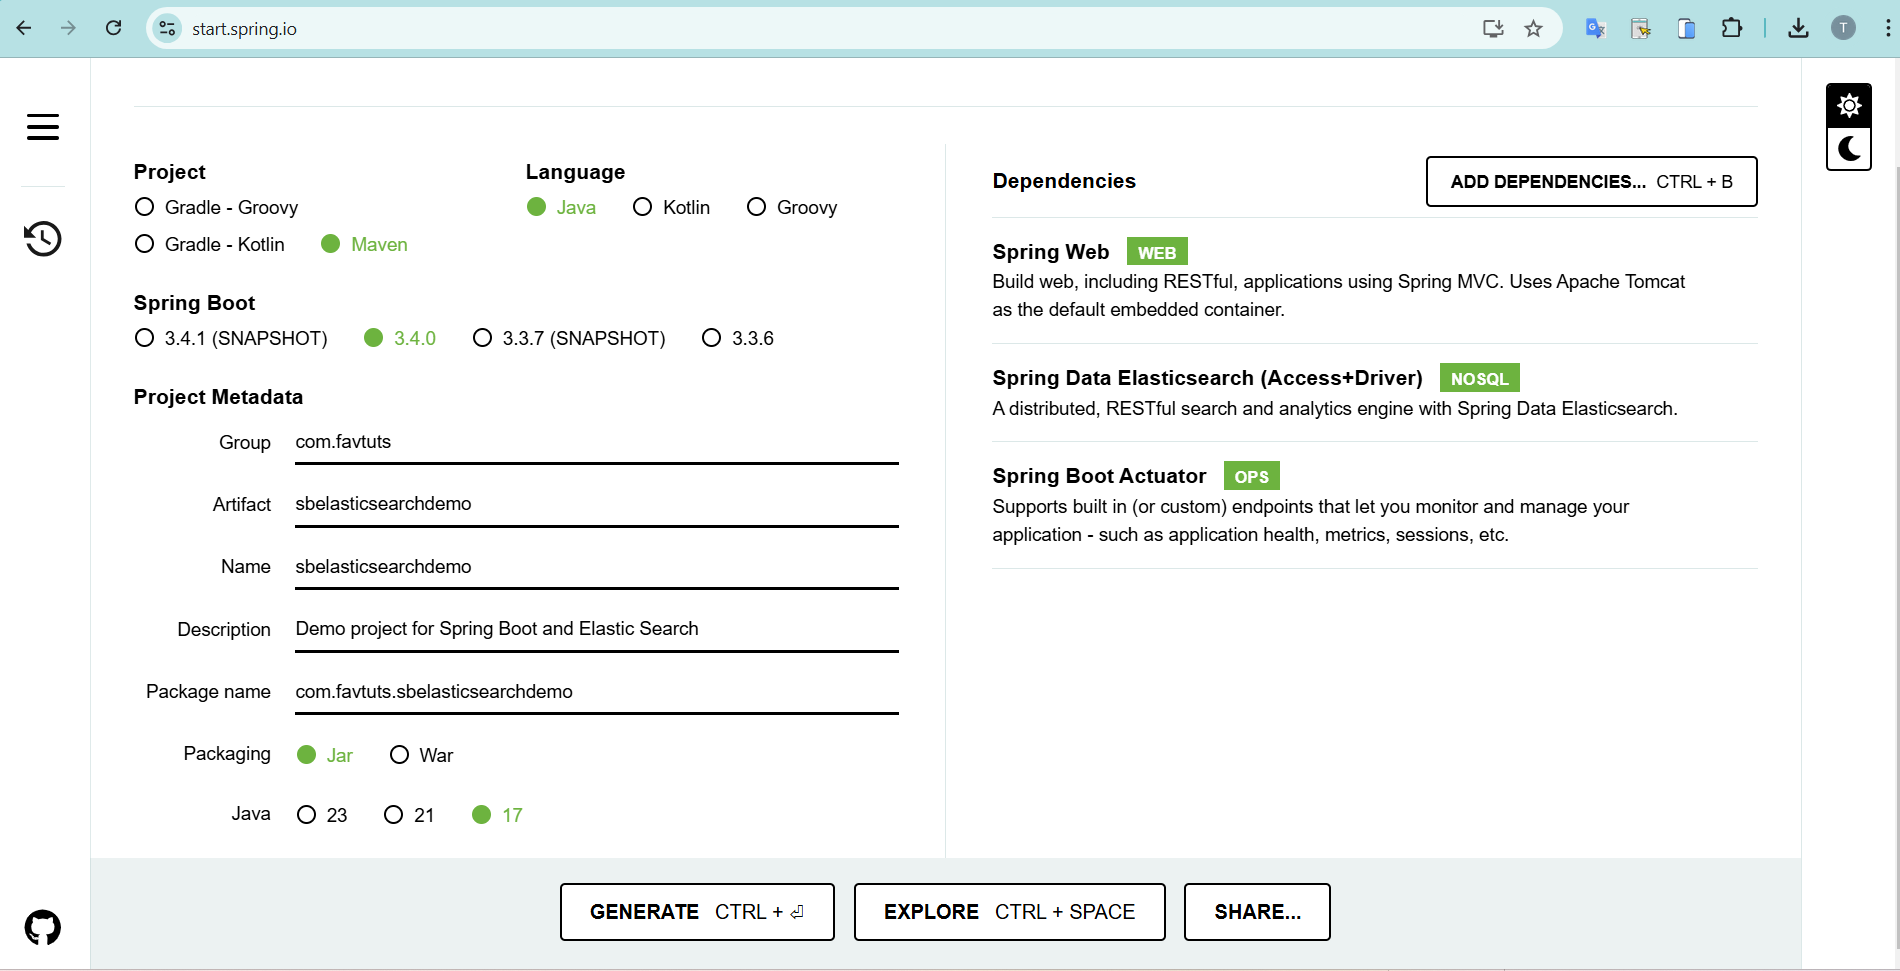 start.spring.io
T
Project
Gradle - Groovy
Gradle - Kotlin Maven
Language
Java Kotlin Groovy
Spring Boot
3.4.1 (SNAPSHOT) 3.4.0 3.3.7 (SNAPSHOT) 3.3.6
Project Metadata
Group com.favtuts
Artifact sbelasticsearchdemo
Name sbelasticsearchdemo
Description Demo project for Spring Boot and Elastic Search
Package name com.favtuts.sbelasticsearchdemo
Packaging Jar War
Java 23 21 17
Dependencies ADD DEPENDENCIES... CTRL + B
Spring Web WEB
Build web, including RESTful, applications using Spring MVC. Uses Apache Tomcat
as the default embedded container.
Spring Data Elasticsearch (Access+Driver) NOSQL
A distributed, RESTful search and analytics engine with Spring Data Elasticsearch.
Spring Boot Actuator OPS
Supports built in (or custom) endpoints that let you monitor and manage your
application - such as application health, metrics, sessions, etc.
GENERATE CTRL + ⏎ EXPLORE CTRL + SPACE SHARE...